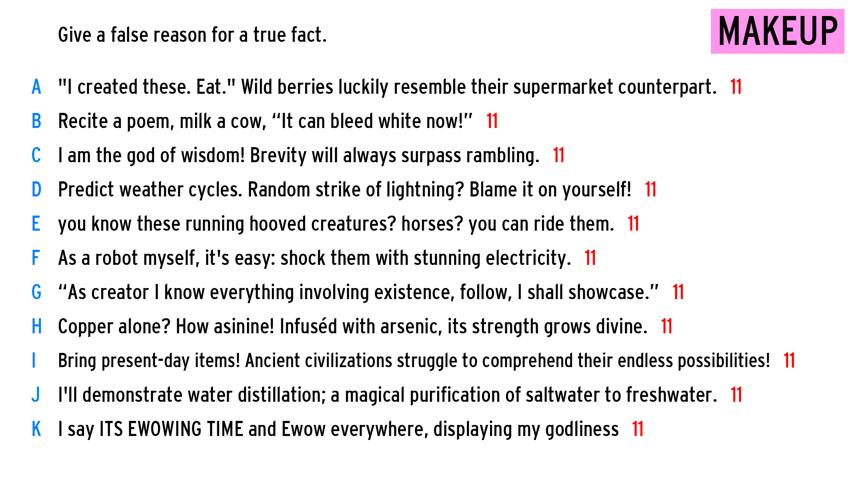 Give a false reason for a true fact.
MAKEUP
A "I created these. Eat." Wild berries luckily resemble their supermarket counterpart. 11
B Recite a poem, milk a cow, “It can bleed white now!” 11
C I am the god of wisdom! Brevity will always surpass rambling. 11
D Predict weather cycles. Random strike of lightning? Blame it on yourself! 11
E you know these running hooved creatures? horses? you can ride them. 11
F As a robot myself, it's easy: shock them with stunning electricity. 11
G “As creator I know everything involving existence, follow, I shall showcase.” 11
H Copper alone? How asinine! Infuséd with arsenic, its strength grows divine. 11
I Bring present-day items! Ancient civilizations struggle to comprehend their endless possibilities! 11
J I'll demonstrate water distillation; a magical purification of saltwater to freshwater. 11
K I say ITS EWOWING TIME and Ewow everywhere, displaying my godliness 11